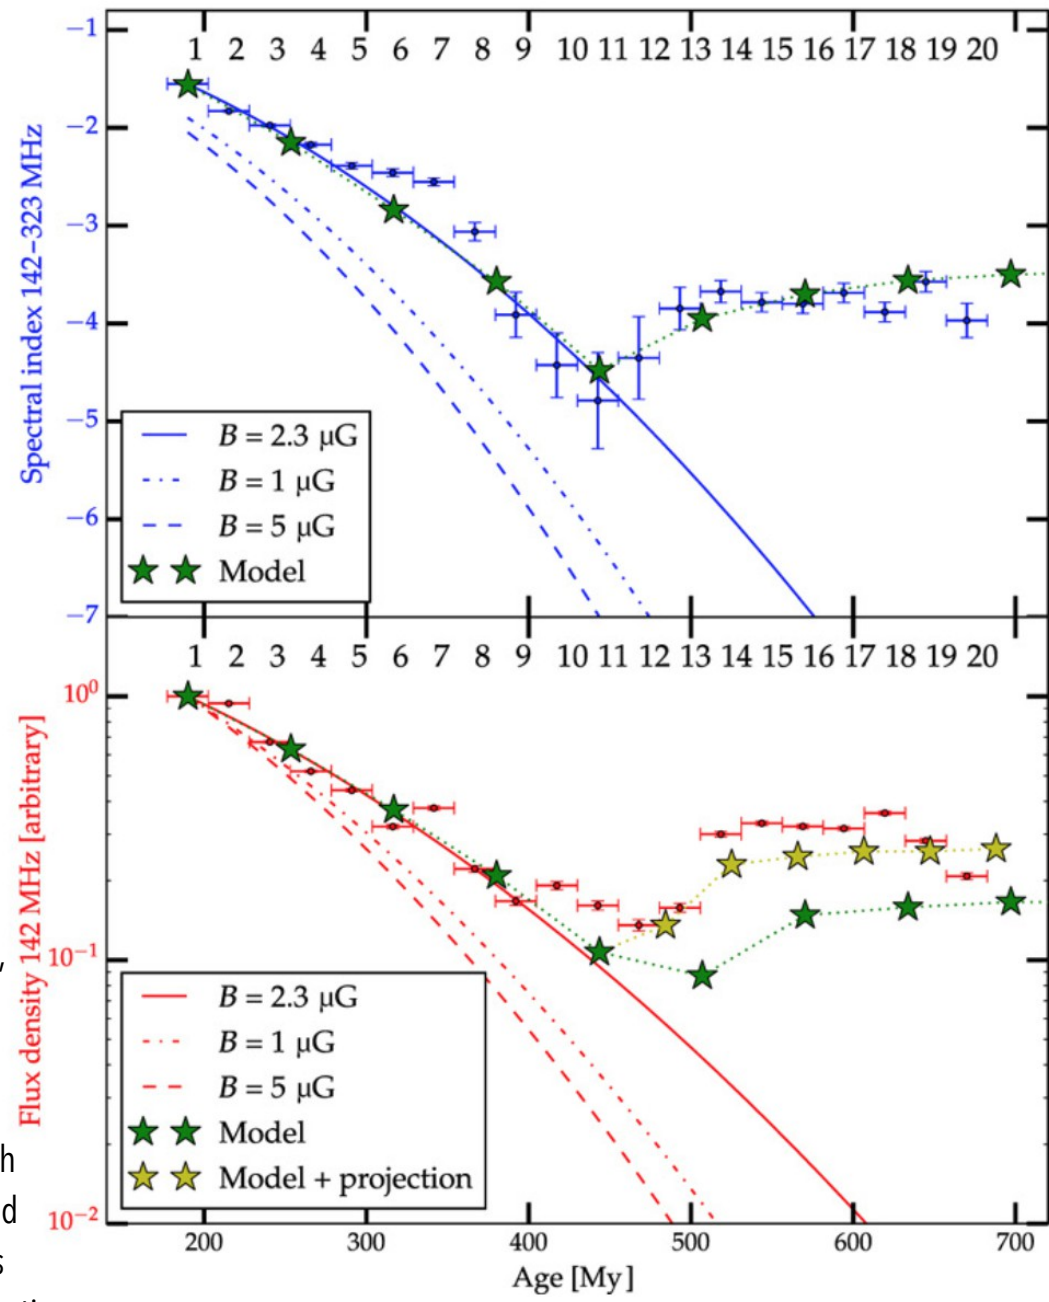 −1
1 2 3 4 5 6 7 8 9 10 11 12 13 14 15 16 17 18 19 20
−2
−3
−4
−5
−6
−7
Spectral index 142–323 MHz
B = 2.3 μG
B = 1 μG
B = 5 μG
Model
1 2 3 4 5 6 7 8 9 10 11 12 13 14 15 16 17 18 19 20
10⁰
10⁻¹
10⁻²
Flux density 142 MHz [arbitrary]
,
h
d
s
B = 2.3 μG
B = 1 μG
B = 5 μG
Model
Model + projection
200 300 400 500 600 700
Age [My]